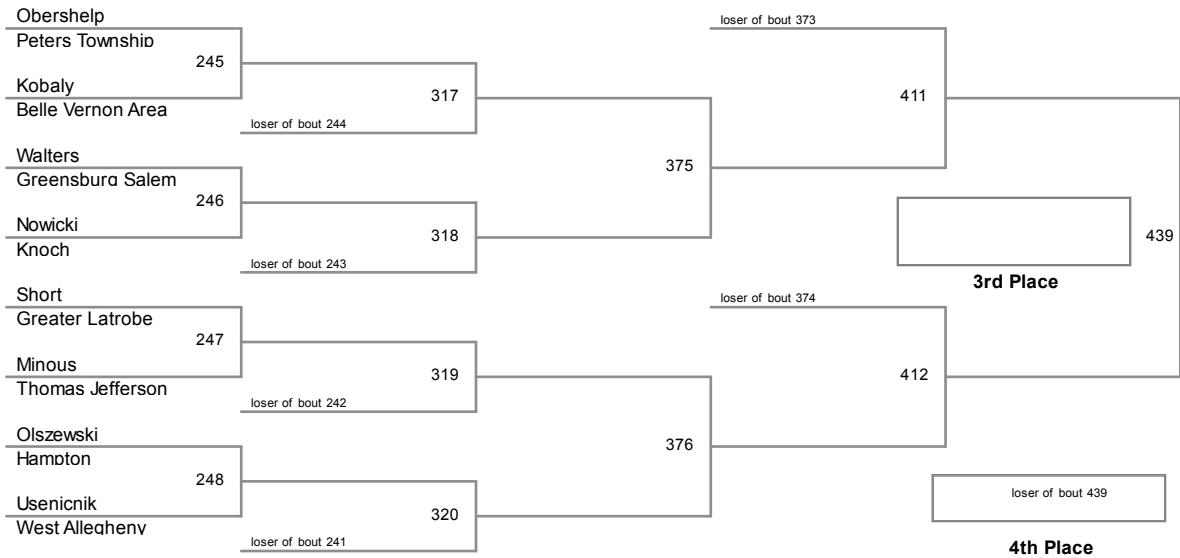 Obershelp
Peters Township
245
Kobaly
Belle Vernon Area
317
loser of bout 244
Walters
Greensburg Salem
246
Nowicki
Knoch
318
loser of bout 243
375
Short
Greater Latrobe
247
Minous
Thomas Jefferson
319
loser of bout 242
Olszewski
Hampton
248
Usenicnik
West Allegheny
320
loser of bout 241
376
loser of bout 373
411
loser of bout 374
412
439
3rd Place
loser of bout 439
4th Place